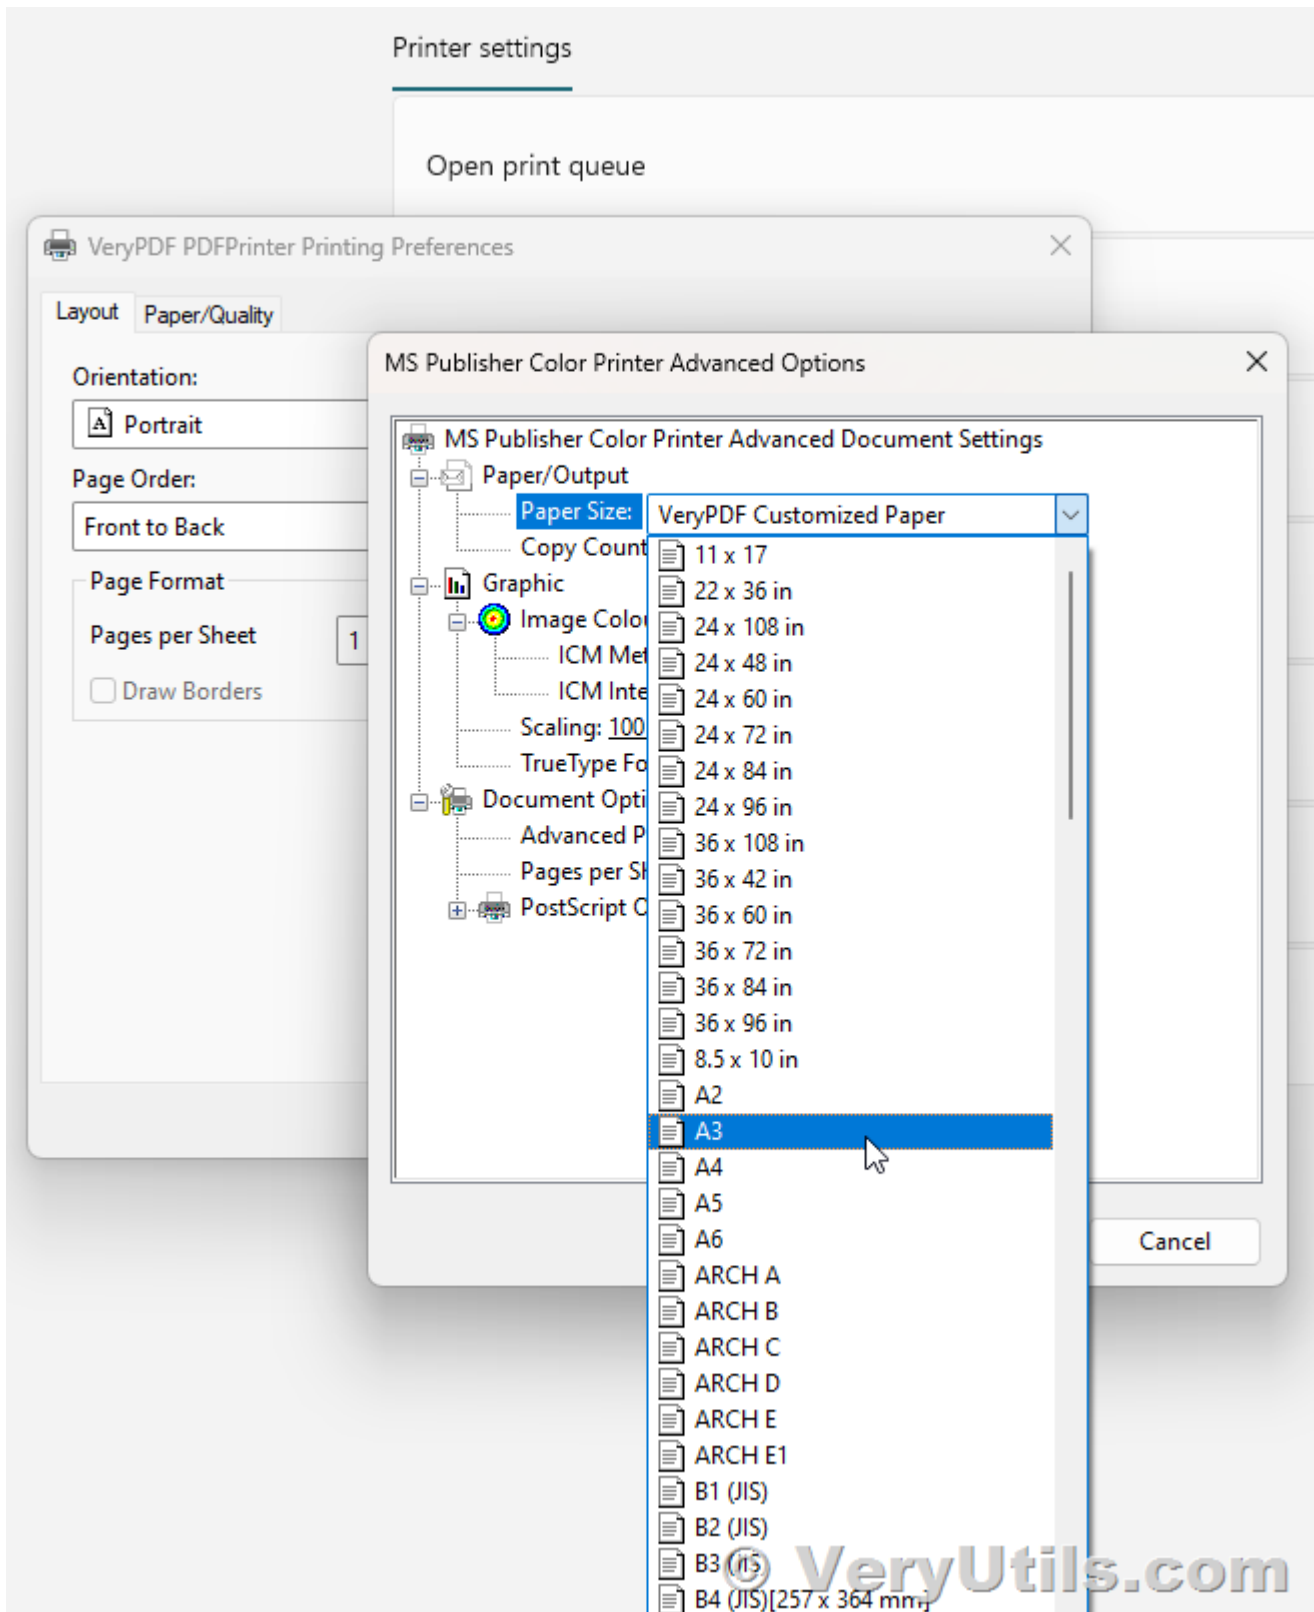 Printer settings
Open print queue
VeryPDF PDFPrinter Printing Preferences
Layout
Paper/Quality
Orientation:
Portrait
Page Order:
Front to Back
Page Format
Pages per Sheet
1
Draw Borders
MS Publisher Color Printer Advanced Options
MS Publisher Color Printer Advanced Document Settings
Paper/Output
Paper Size:
VeryPDF Customized Paper
Copy Count
Graphic
Image Colo
ICM Met
ICM Inte
Scaling: 100
TrueType Fo
Document Opti
Advanced P
Pages per Sh
PostScript O
11 x 17
22 x 36 in
24 x 108 in
24 x 48 in
24 x 60 in
24 x 72 in
24 x 84 in
24 x 96 in
36 x 108 in
36 x 42 in
36 x 60 in
36 x 72 in
36 x 84 in
36 x 96 in
8.5 x 10 in
A2
A3
A4
A5
A6
ARCH A
ARCH B
ARCH C
ARCH D
ARCH E
ARCH E1
B1 (JIS)
B2 (JIS)
B3 (JIS)
B4 (JIS)[257 x 364 mm]
Cancel
© VeryUtils.com